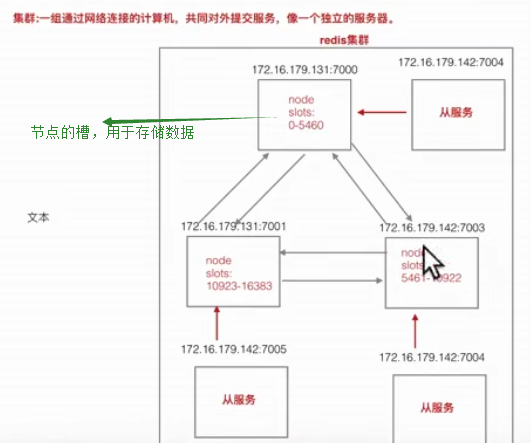 集群:一组通过网络连接的计算机，共同对外提交服务，像一个独立的服务器。
redis集群
172.16.179.131:7000
172.16.179.142:7004
node
slots:
0-5460
从服务
节点的槽，用于存储数据
文本
172.16.179.131:7001
172.16.179.142:7003
node
slots:
10923-16383
node
slots
5461-10922
172.16.179.142:7005
172.16.179.142:7004
从服务
从服务